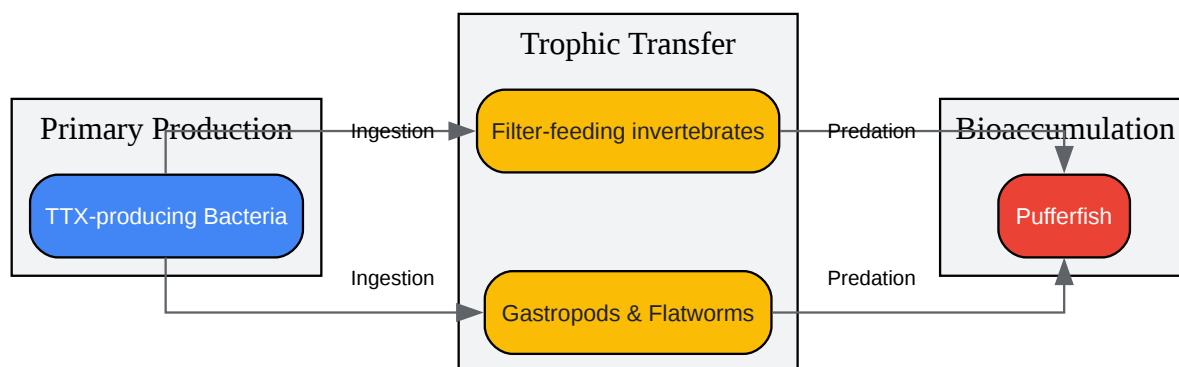 Trophic Transfer
Primary Production
Ingestion
Filter-feeding invertebrates
Predation
Bioaccumulation
TTX-producing Bacteria
Pufferfish
Ingestion
Gastropods & Flatworms
Predation